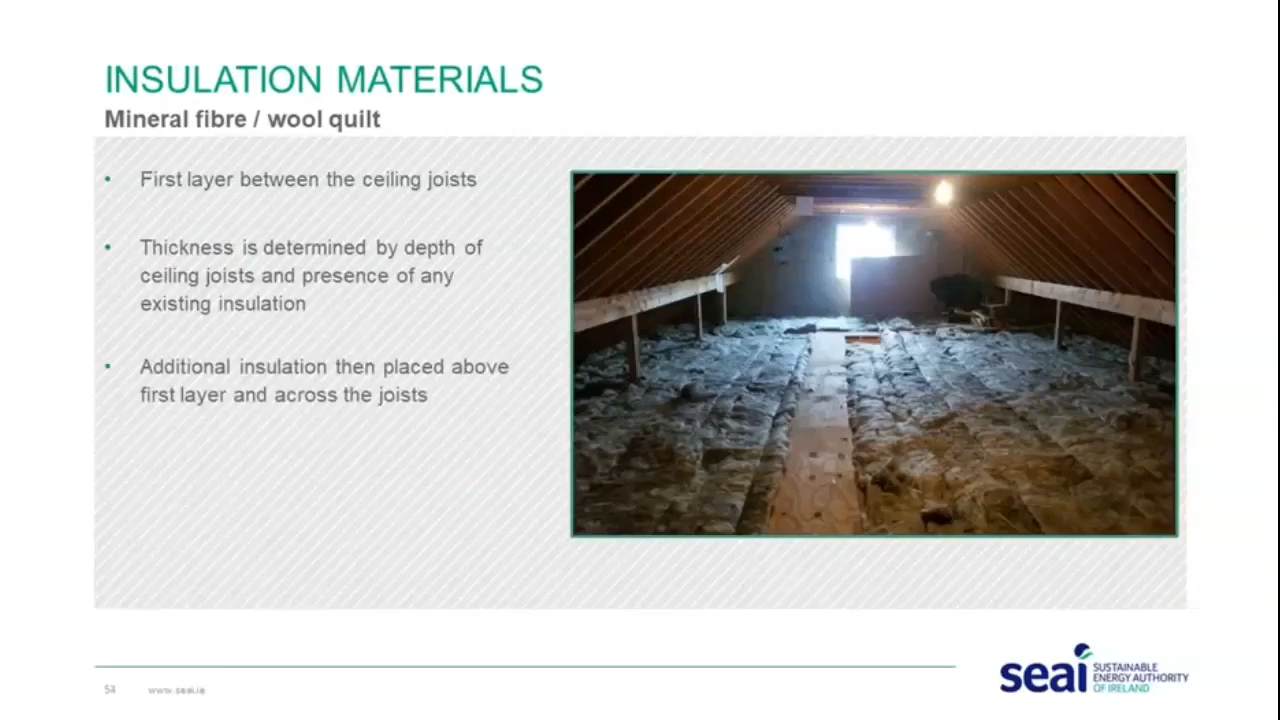 INSULATION MATERIALS
Mineral fibre / wool quilt
• First layer between the ceiling joists
• Thickness is determined by depth of
ceiling joists and presence of any
existing insulation
• Additional insulation then placed above
first layer and across the joists
www.seai.ie
seai SUSTAINABLE
ENERGY AUTHORITY
OF IRELAND